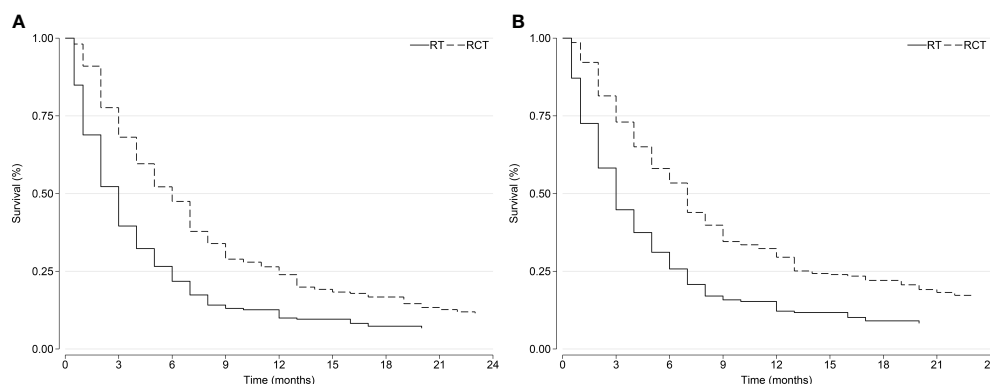 A
B
1.00
RT
RCT
0.75
0.50
0.25
0.00
Survival (%)
0 3 6 9 12 15 18 21 24
Time (months)
1.00
RT
RCT
0.75
0.50
0.25
0.00
Survival (%)
0 3 6 9 12 15 18 21
Time (months)